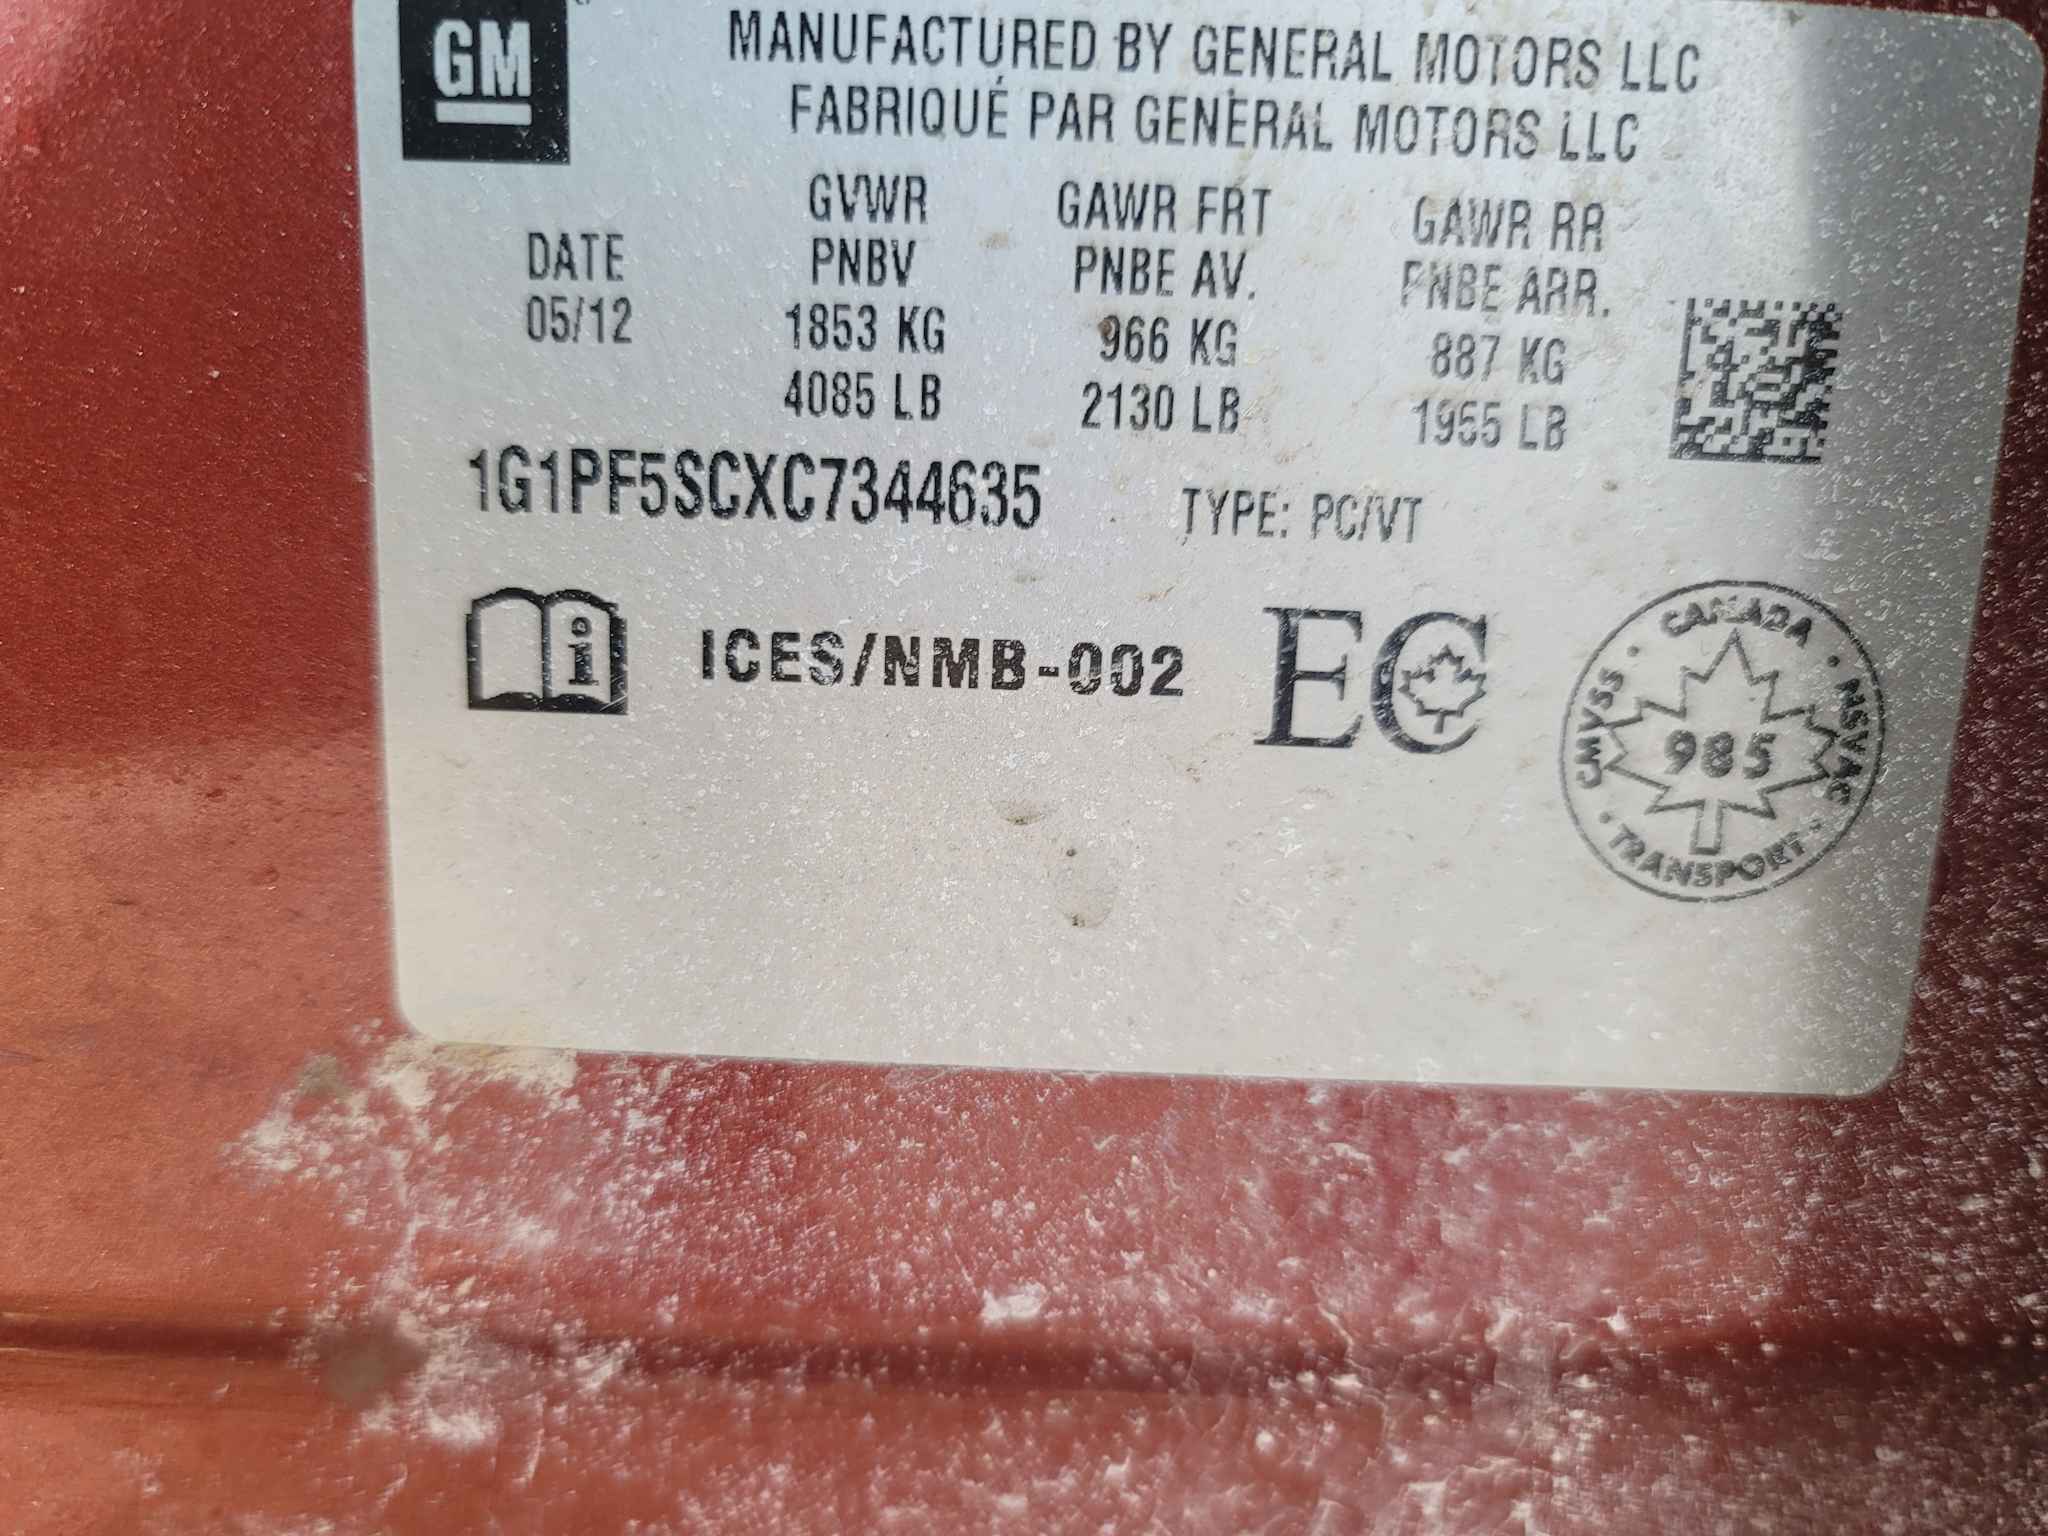 GM
MANUFACTURED BY GENERAL MOTORS LLC
FABRIQUÉ PAR GENERAL MOTORS LLC
DATE
05/12
GVWR
PNBV
1853 KG
4085 LB
GAWR FRT
PNBE AV.
966 KG
2130 LB
GAWR RR
PNBE ARR.
887 KG
1955 LB
1G1PF5SCXC7344635
TYPE: PC/VT
i
ICES/NMB-002
EC
CANADA
CMVSS · · NSVAC
985
· TRANSPORT ·